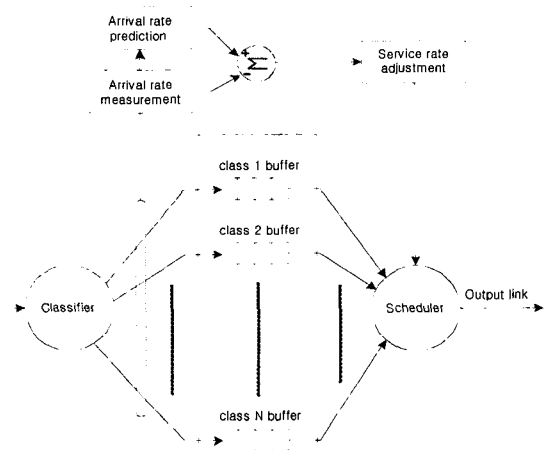 Arrival rate
prediction
Arrival rate
measurement
+
Σ
-
Service rate
adjustment
class 1 buffer
class 2 buffer
Classifier
Scheduler
Output link
class N buffer